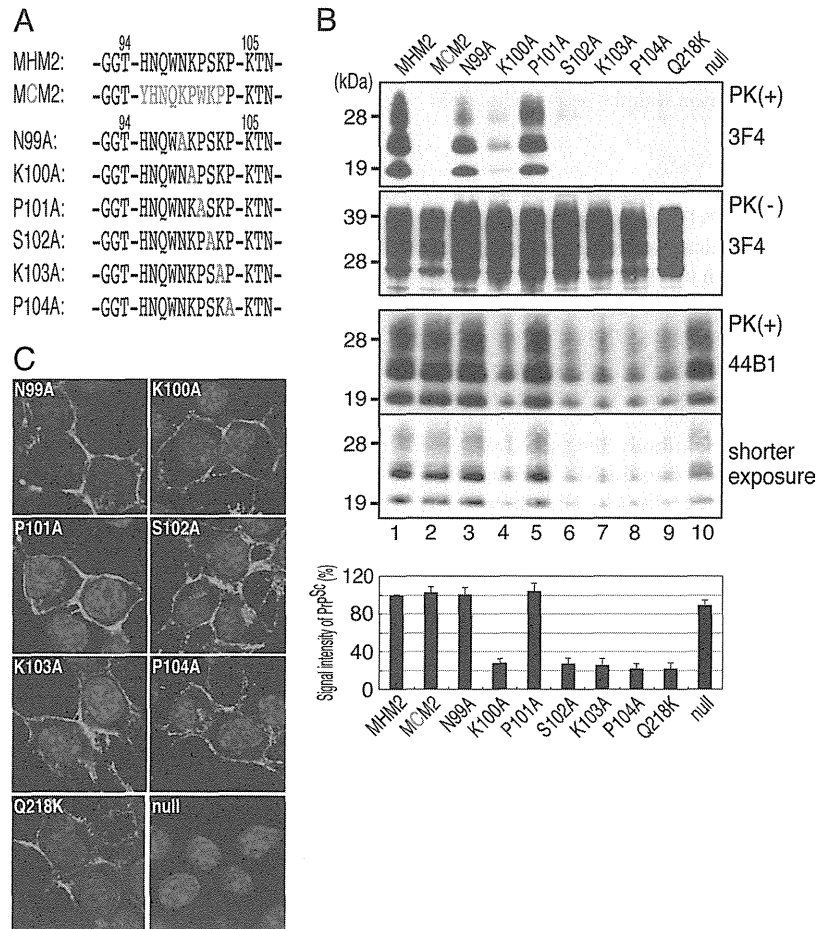 A
94 105
MHM2: -GGT-HNQWNKPSKP-KTN-
MCM2: -GGT-YHNQKPWKPP-KTN-
94 105
N99A: -GGT-HNQWAKPSKP-KTN-
K100A: -GGT-HNQWNAPSKP-KTN-
P101A: -GGT-HNQWNKASKP-KTN-
S102A: -GGT-HNQWNKPAKP-KTN-
K103A: -GGT-HNQWNKPSAP-KTN-
P104A: -GGT-HNQWNKPSKA-KTN-
B
MHM2 MCM2 N99A K100A P101A S102A K103A P104A Q218K null
(kDa)
28
19
PK(+)
3F4
39
28
PK(-)
3F4
28
19
PK(+)
44B1
28
19
shorter
exposure
1 2 3 4 5 6 7 8 9 10
Signal intensity of PrPSc (%)
120
80
40
0
MHM2 MCM2 N99A K100A P101A S102A K103A P104A Q218K null
C
N99A K100A
P101A S102A
K103A P104A
Q218K null